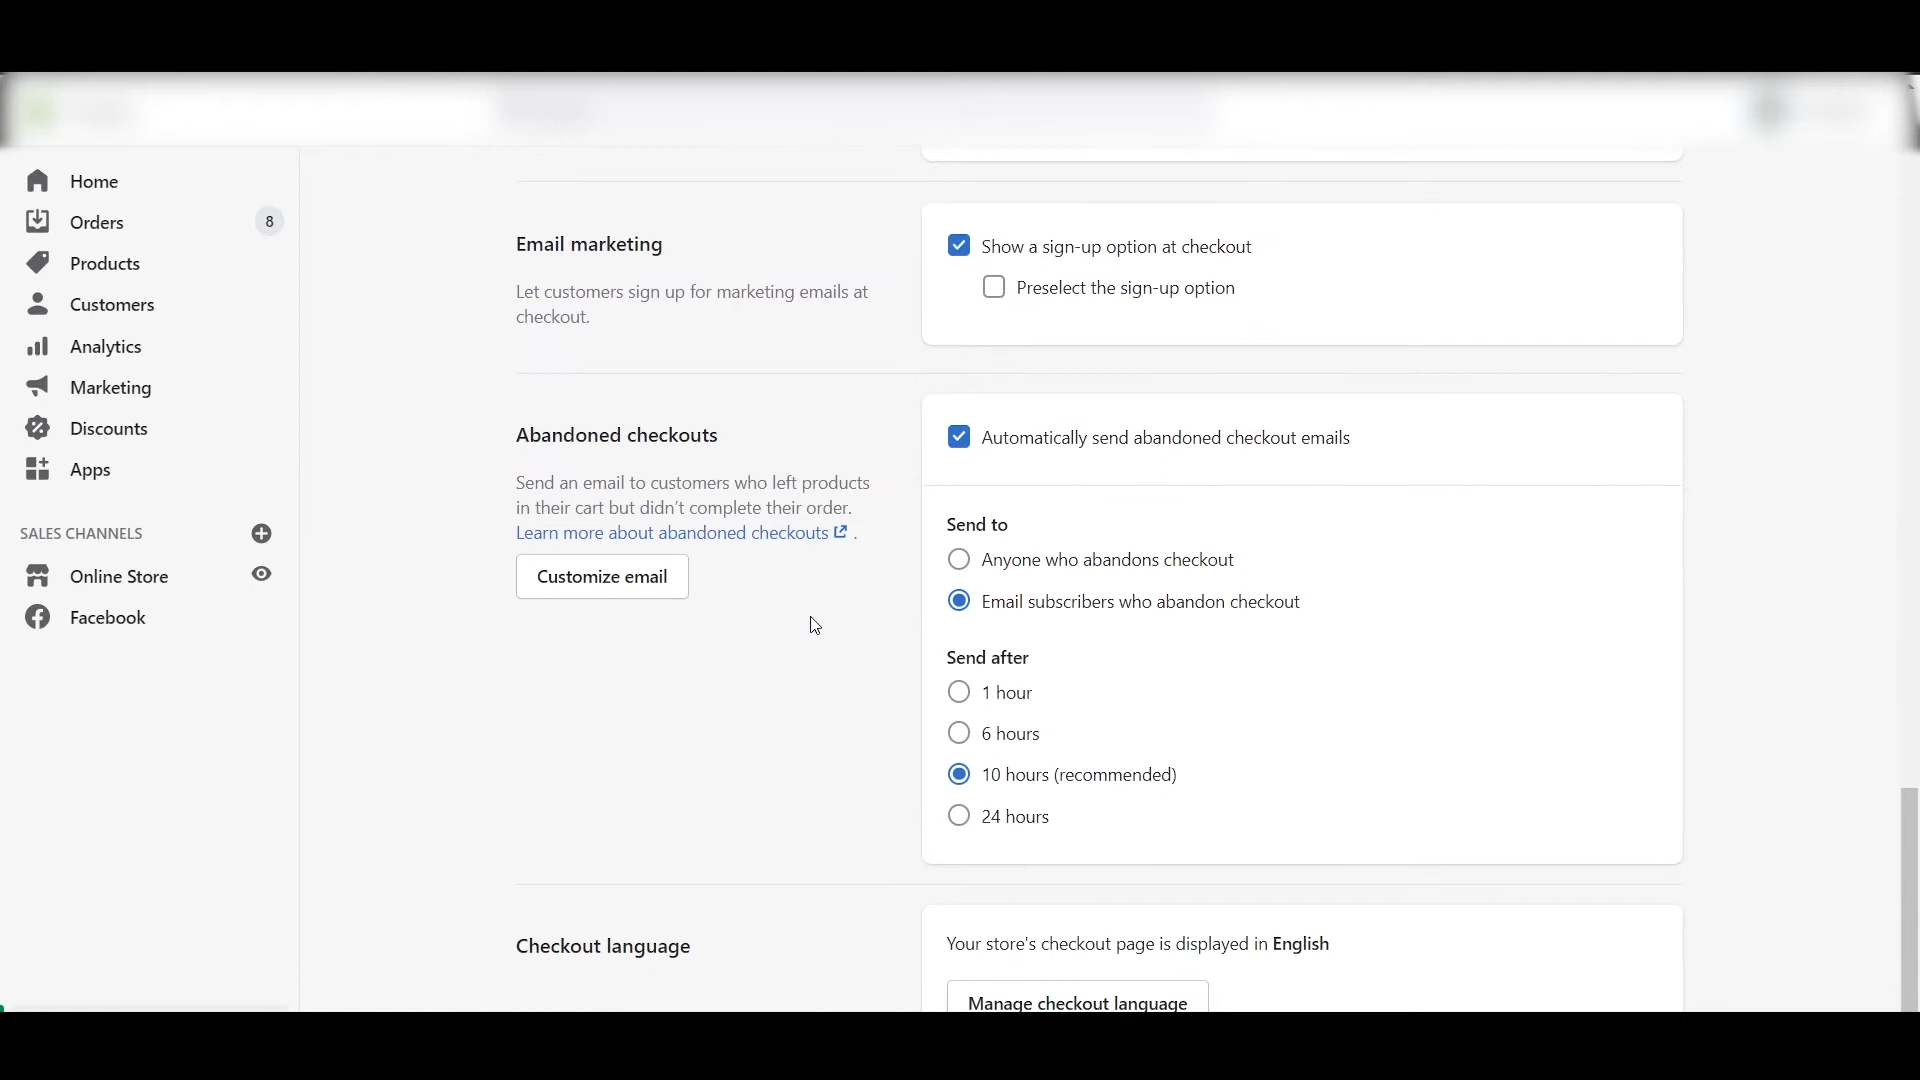 Home
Orders
8
Products
Customers
Analytics
Marketing
Discounts
Apps
SALES CHANNELS
Online Store
Facebook
Email marketing
Let customers sign up for marketing emails at
checkout.
Show a sign-up option at checkout
Preselect the sign-up option
Abandoned checkouts
Send an email to customers who left products
in their cart but didn't complete their order.
Learn more about abandoned checkouts .
Customize email
Automatically send abandoned checkout emails
Send to
Anyone who abandons checkout
Email subscribers who abandon checkout
Send after
1 hour
6 hours
10 hours (recommended)
24 hours
Checkout language
Your store's checkout page is displayed in English
Manage checkout language